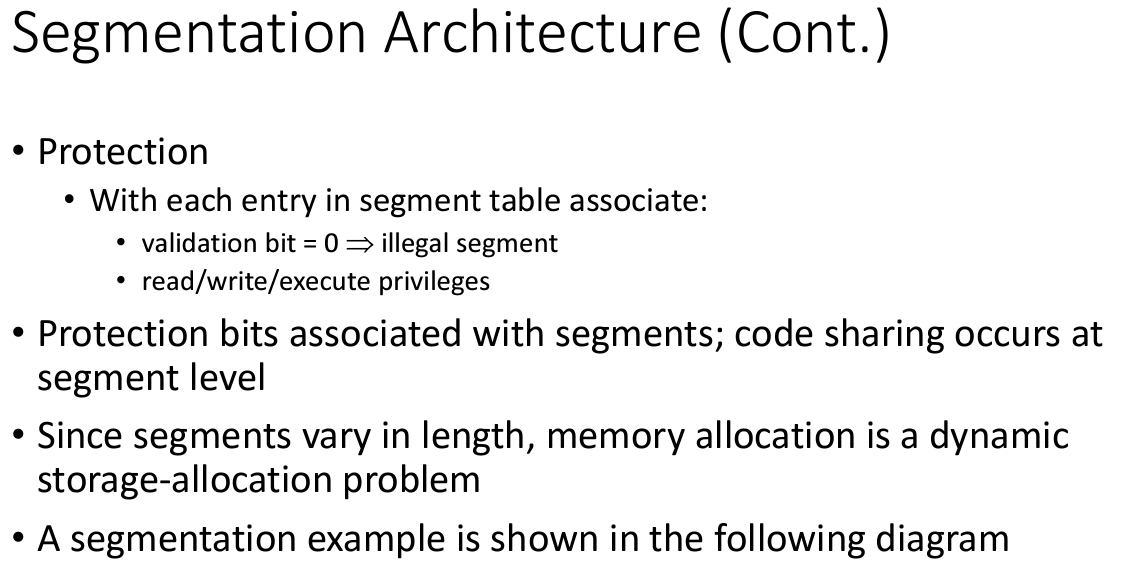 Segmentation Architecture (Cont.)
• Protection
• With each entry in segment table associate:
• validation bit = 0 ⇒ illegal segment
• read/write/execute privileges
• Protection bits associated with segments; code sharing occurs at
segment level
• Since segments vary in length, memory allocation is a dynamic
storage-allocation problem
• A segmentation example is shown in the following diagram